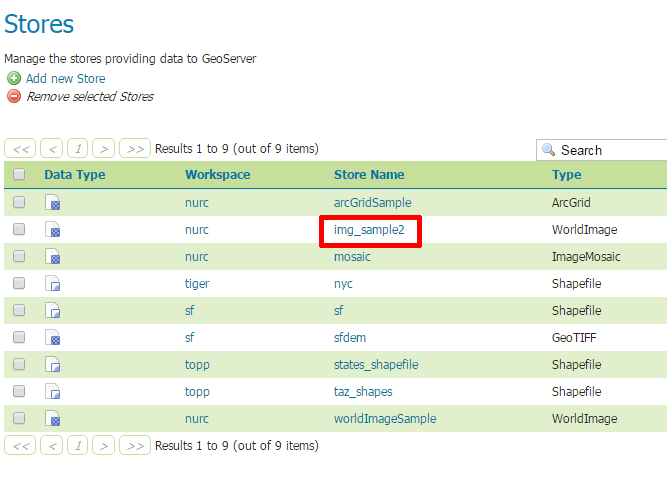 Stores
Manage the stores providing data to GeoServer
Add new Store
Remove selected Stores
<< < 1 > >> Results 1 to 9 (out of 9 items) Search
Data Type Workspace Store Name Type
nurc arcGridSample ArcGrid
nurc img_sample2 WorldImage
nurc mosaic ImageMosaic
tiger nyc Shapefile
sf sf Shapefile
sf sfdem GeoTIFF
topp states_shapefile Shapefile
topp taz_shapes Shapefile
nurc worldImageSample WorldImage
<< < 1 > >> Results 1 to 9 (out of 9 items)